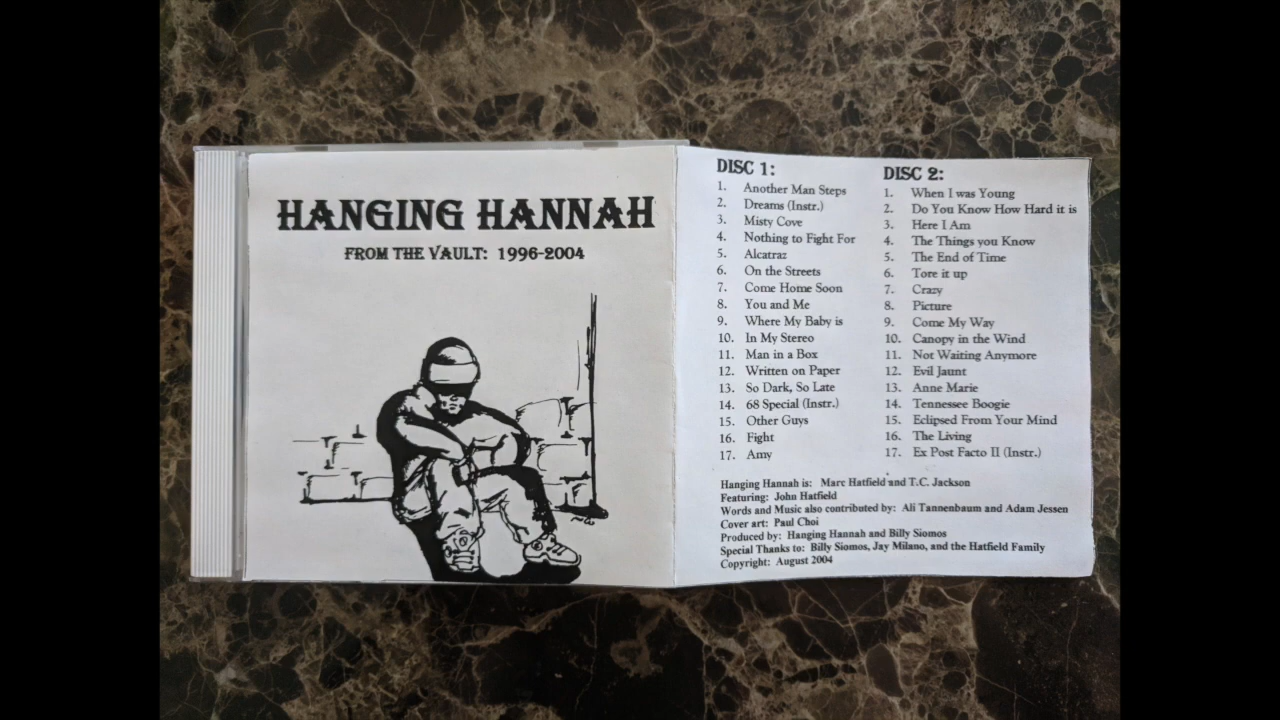 HANGING HANNAH
FROM THE VAULT: 1996-2004
DISC 1:
1. Another Man Steps
2. Dreams (Instr.)
3. Misty Cove
4. Nothing to Fight For
5. Alcatraz
6. On the Streets
7. Come Home Soon
8. You and Me
9. Where My Baby is
10. In My Stereo
11. Man in a Box
12. Written on Paper
13. So Dark, So Late
14. 68 Special (Instr.)
15. Other Guys
16. Fight
17. Amy
DISC 2:
1. When I was Young
2. Do You Know How Hard it is
3. Here I Am
4. The Things you Know
5. The End of Time
6. Tore it up
7. Crazy
8. Picture
9. Come My Way
10. Canopy in the Wind
11. Not Waiting Anymore
12. Evil Jaunt
13. Anne Marie
14. Tennessee Boogie
15. Eclipsed From Your Mind
16. The Living
17. Ex Post Facto II (Instr.)
Hanging Hannah is: Marc Hatfield and T.C. Jackson
Featuring: John Hatfield
Words and Music also contributed by: Ali Tannenbaum and Adam Jessen
Cover art: Paul Choi
Produced by: Hanging Hannah and Billy Siomos
Special Thanks to: Billy Siomos, Jay Milano, and the Hatfield Family
Copyright: August 2004